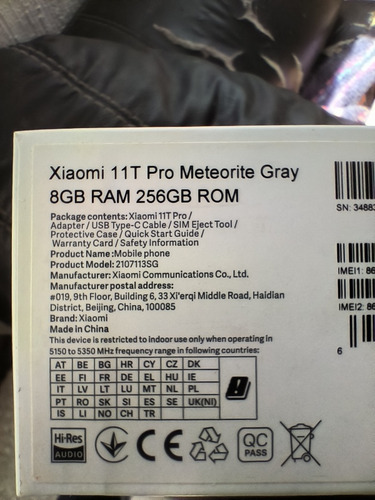 Xiaomi 11T Pro Meteorite Gray
8GB RAM 256GB ROM
Package contents: Xiaomi 11T Pro /
Adapter / USB Type-C Cable / SIM Eject Tool /
Protective Case / Quick Start Guide /
Warranty Card / Safety Information
Product Name: Mobile phone
Model: 2107113SG
Manufacturer: Xiaomi Communications Co., Ltd.
Manufacturer postal address:
#019, 9th Floor, Building 6, 33 Xi'erqi Middle Road, Haidian
District, Beijing, China, 100085
Brand: Xiaomi
Made in China
This device is restricted to indoor use only when operating in
5150 to 5350 MHz frequency range in following countries:
AT BE BG HR CY CZ DK
EE FI FR DE EL HU IE
IT LV LT LU MT NL PL
PT RO SK SI ES SE UK(NI)
IS LI NO CH TR
Hi-Res
AUDIO
CE
QC
PASS
SN: 3488
IMEI1: 86
IMEI2: 86
6